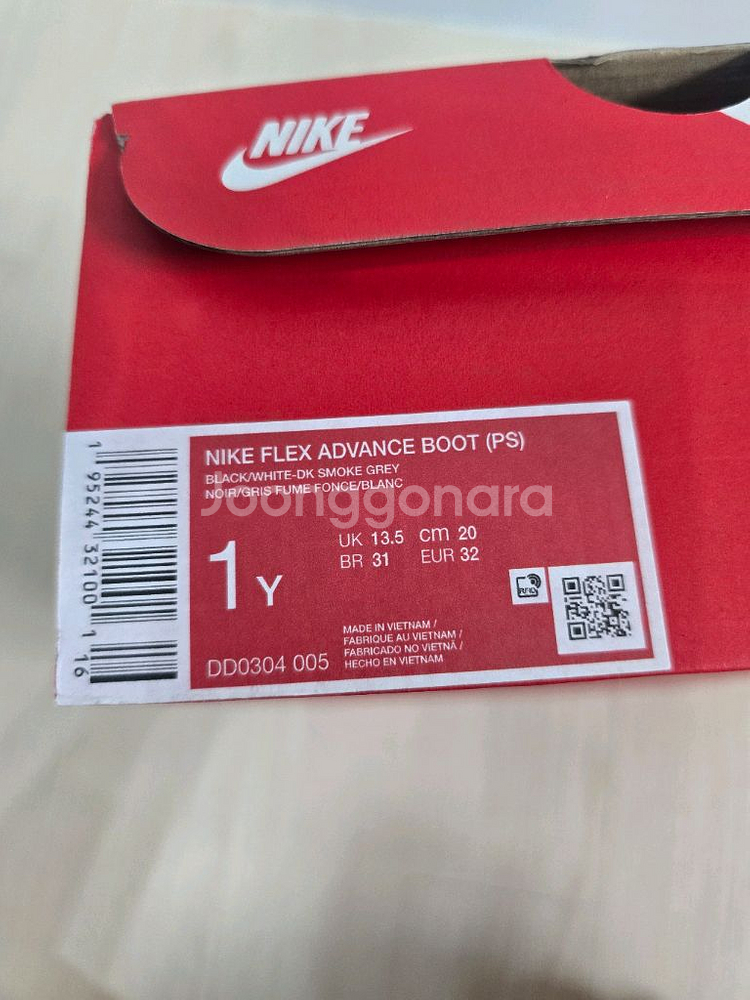 NIKE
NIKE FLEX ADVANCE BOOT (PS)
BLACK/WHITE-DK SMOKE GREY
NOIR/GRIS FUME FONCE/BLANC
Joonggonara
1 Y
UK 13.5 cm 20
BR 31 EUR 32
RFID
DD0304 005
MADE IN VIETNAM /
FABRIQUE AU VIETNAM /
FABRICADO NO VIETNÃ /
HECHO EN VIETNAM
1 95244 32100 1 16